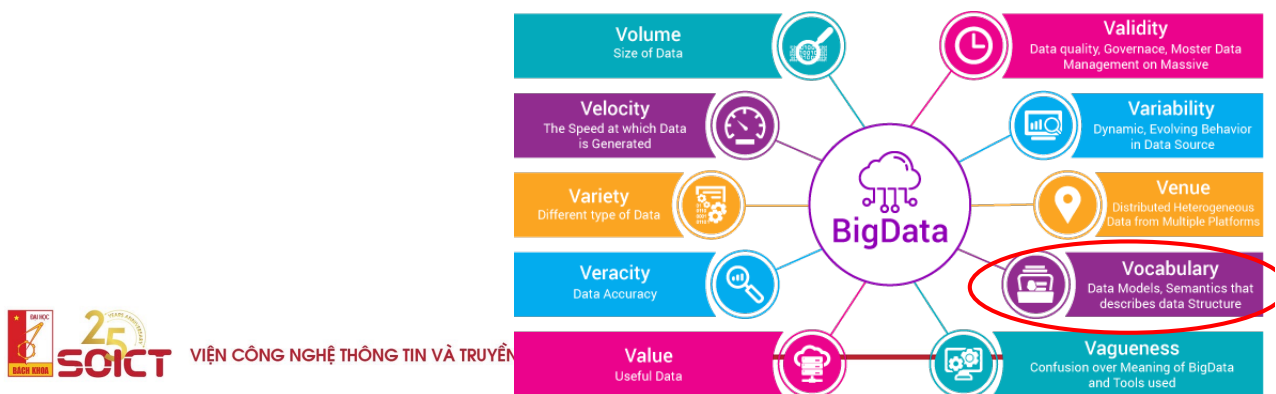 Volume
Size of Data
Velocity
The Speed at which Data
is Generated
Variety
Different type of Data
Veracity
Data Accuracy
Value
Useful Data
BigData
Validity
Data quality, Governace, Moster Data
Management on Massive
Variability
Dynamic, Evolving Behavior
in Data Source
Venue
Distributed Heterogeneous
Data from Multiple Platforms
Vocabulary
Data Models, Semantics that
describes data Structure
Vagueness
Confusion over Meaning of BigData
and Tools used
ĐẠI HỌC
BÁCH KHOA
25
YEARS ANNIVERSARY
SOICT
VIỆN CÔNG NGHỆ THÔNG TIN VÀ TRUYỀN